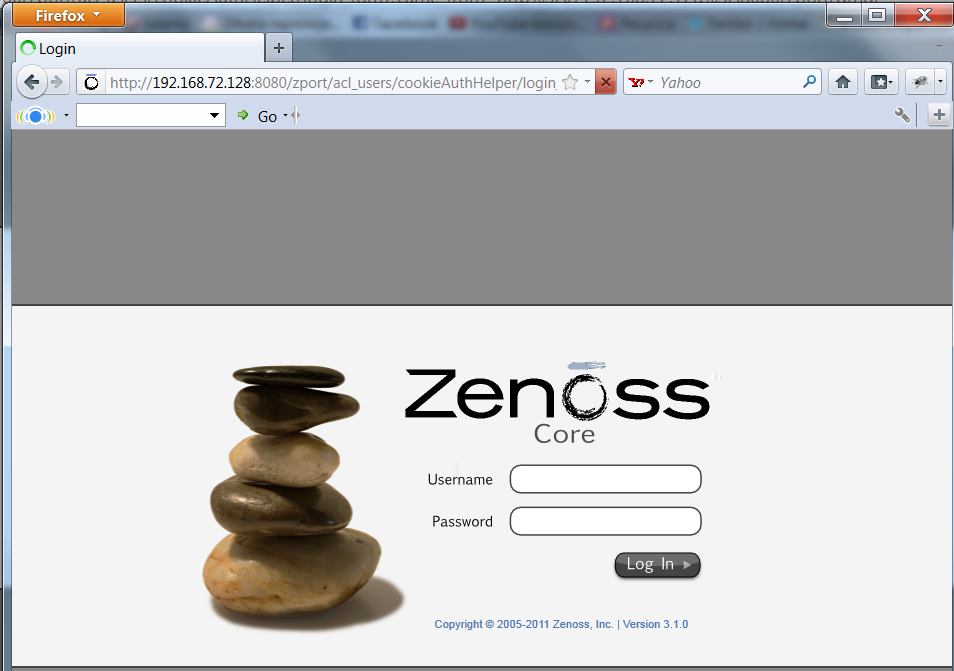 Firefox
Login
http://192.168.72.128:8080/zport/acl_users/cookieAuthHelper/login_
Yahoo
Go
Zenoss
Core
Username
Password
Log In
Copyright © 2005-2011 Zenoss, Inc. | Version 3.1.0